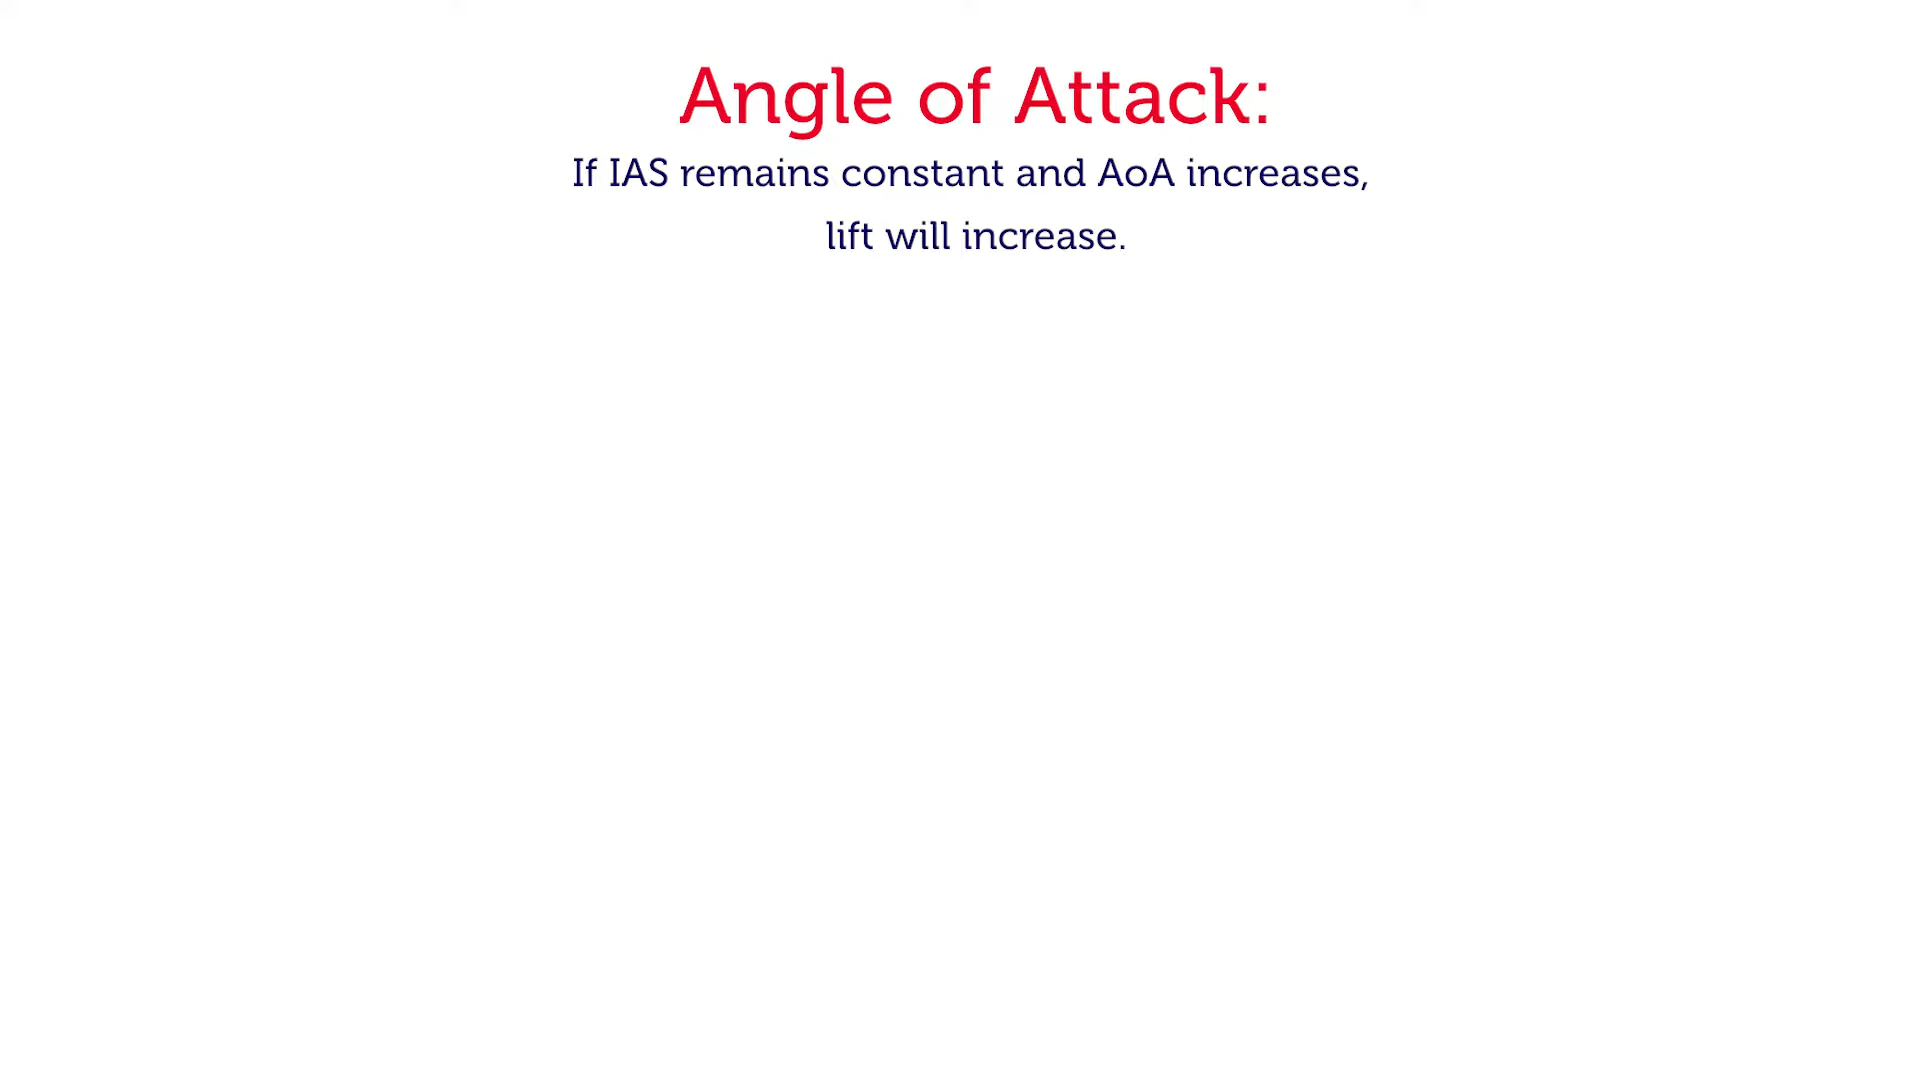 Angle of Attack:
If IAS remains constant and AoA increases,
lift will increase.